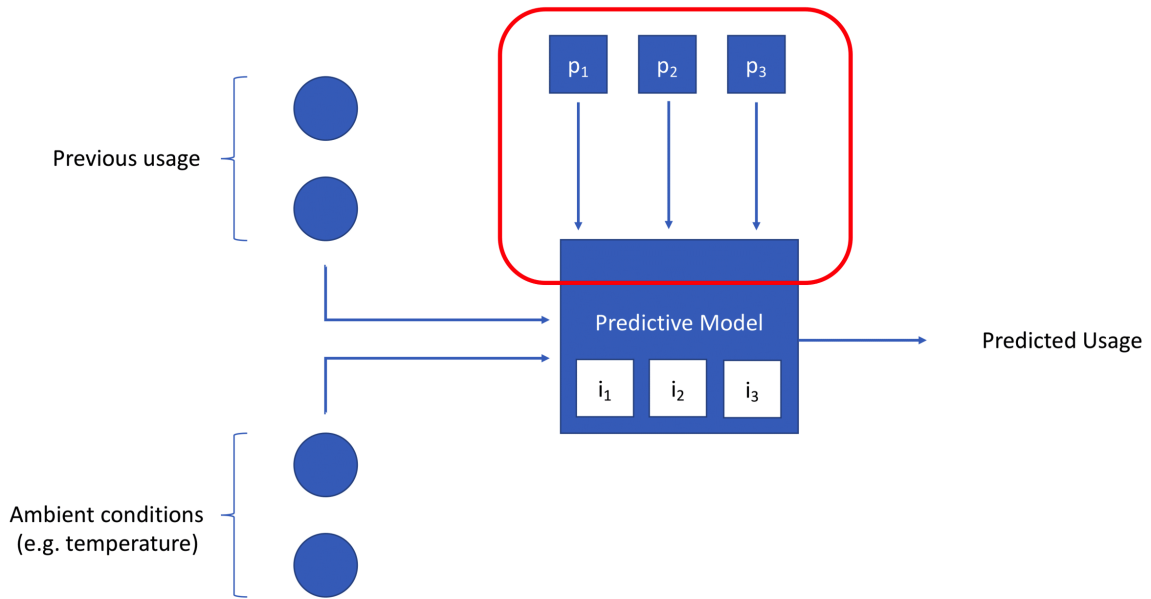 p₁ p₂ p₃
Previous usage
Predictive Model
i₁ i₂ i₃
Predicted Usage
Ambient conditions
(e.g. temperature)